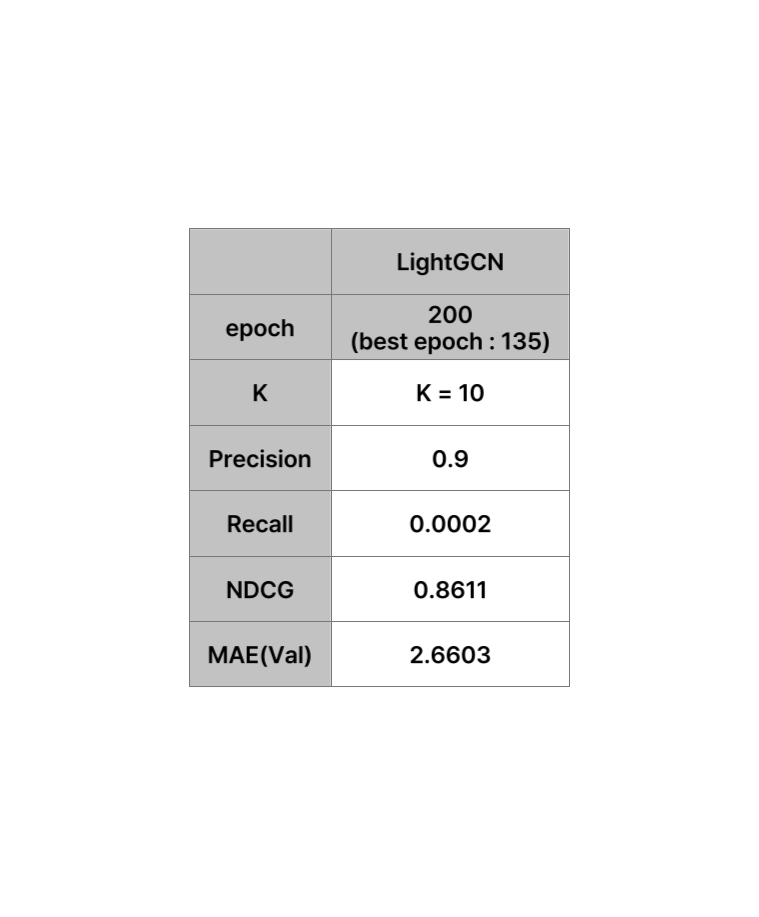 LightGCN
epoch
200
(best epoch : 135)
K
K = 10
Precision
0.9
Recall
0.0002
NDCG
0.8611
MAE(Val)
2.6603